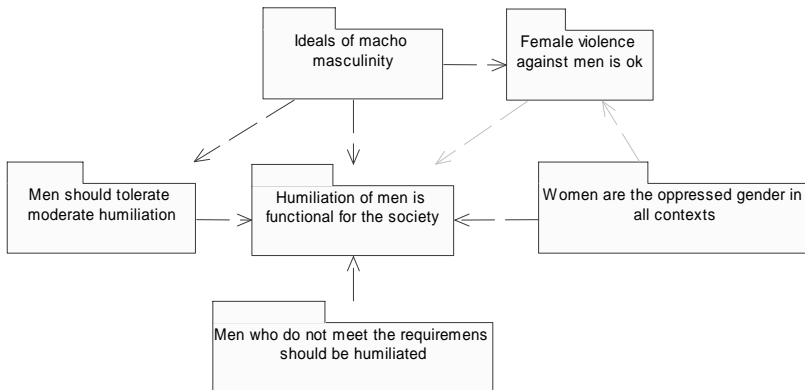 Ideals of macho
masculinity
Female violence
against men is ok
Men should tolerate
moderate humiliation
Humiliation of men is
functional for the society
Women are the oppressed gender in
all contexts
Men who do not meet the requiremens
should be humiliated